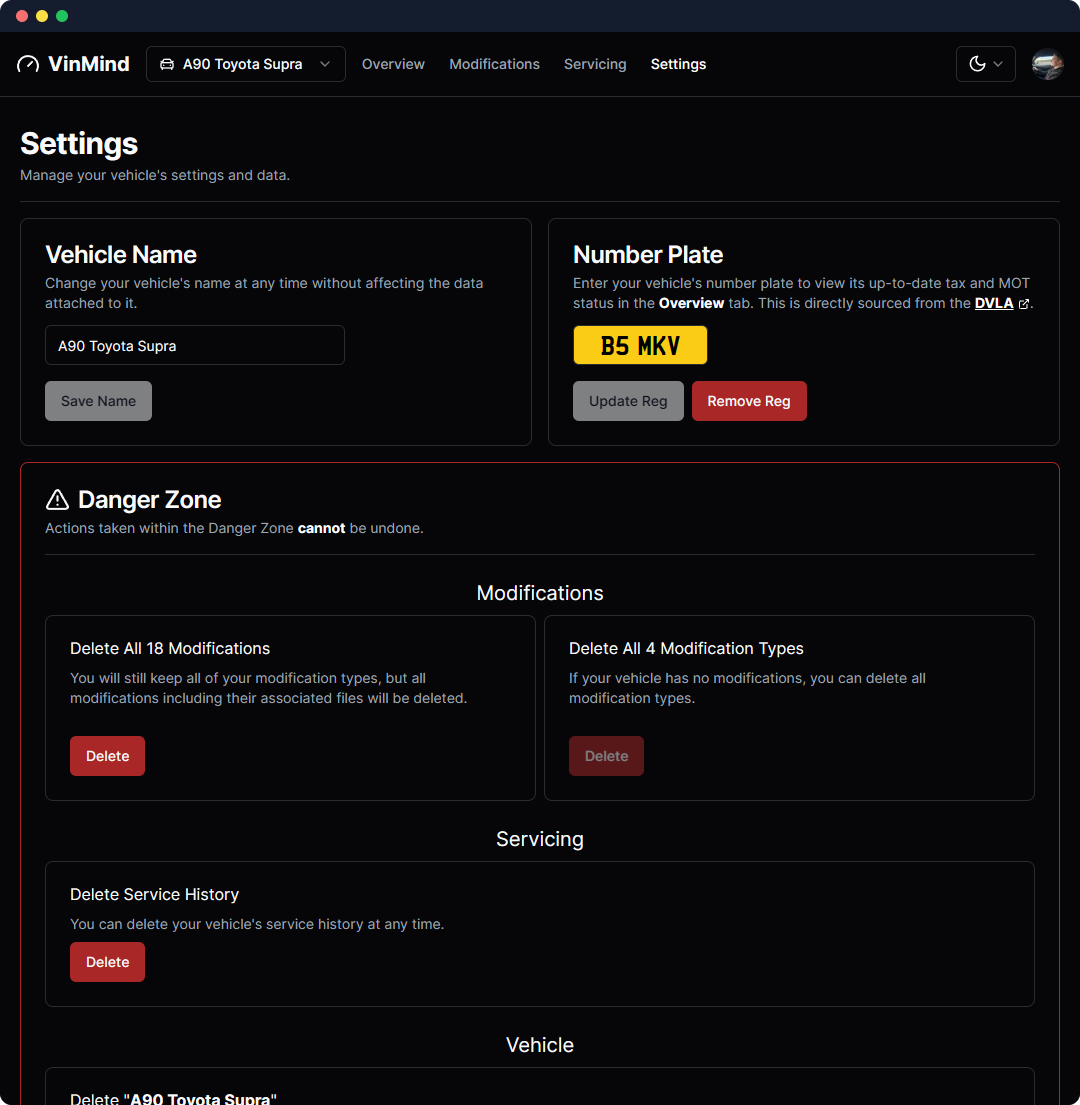 VinMind
A90 Toyota Supra
Overview
Modifications
Servicing
Settings
Settings
Manage your vehicle's settings and data.
Vehicle Name
Change your vehicle's name at any time without affecting the data
attached to it.
A90 Toyota Supra
Save Name
Number Plate
Enter your vehicle's number plate to view its up-to-date tax and MOT
status in the Overview tab. This is directly sourced from the DVLA.
B5 MKV
Update Reg
Remove Reg
Danger Zone
Actions taken within the Danger Zone cannot be undone.
Modifications
Delete All 18 Modifications
You will still keep all of your modification types, but all
modifications including their associated files will be deleted.
Delete
Delete All 4 Modification Types
If your vehicle has no modifications, you can delete all
modification types.
Delete
Servicing
Delete Service History
You can delete your vehicle's service history at any time.
Delete
Vehicle
Delete "A90 Toyota Supra"